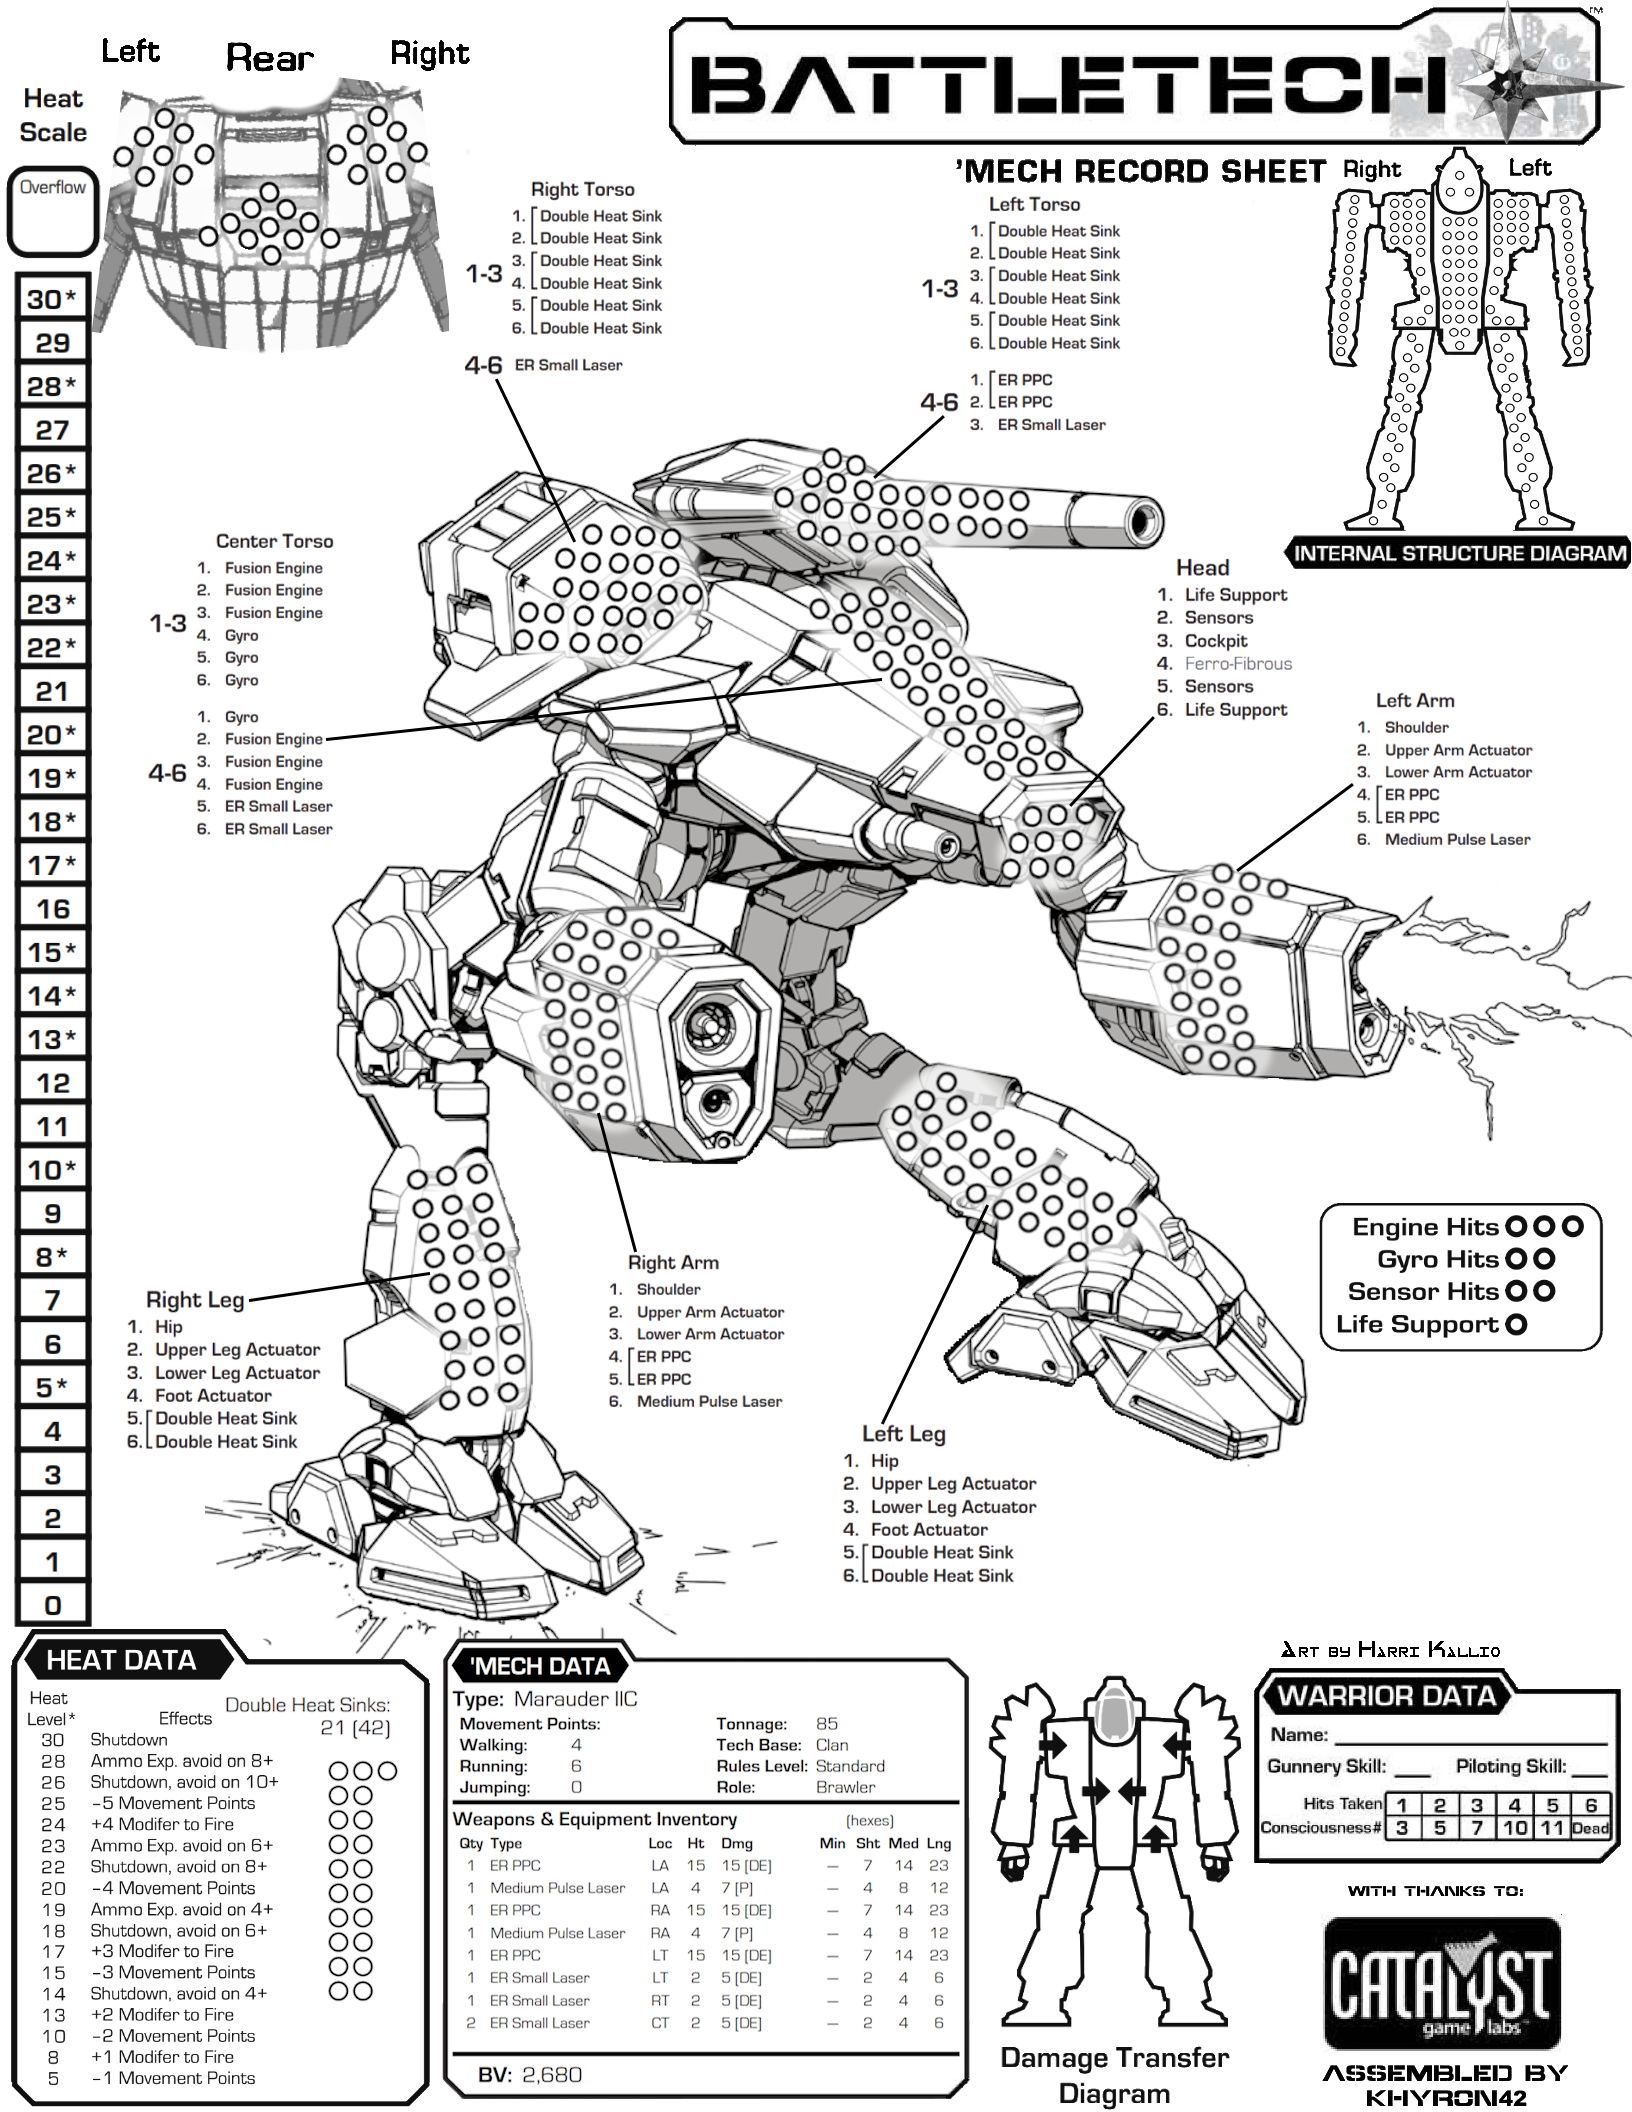 Left Rear Right
BATTLETECH
TM
'MECH RECORD SHEET
Right Left
INTERNAL STRUCTURE DIAGRAM
Heat
Scale
Overflow
30*
29
28*
27
26*
25*
24*
23*
22*
21
20*
19*
18*
17*
16
15*
14*
13*
12
11
10*
9
8*
7
6
5*
4
3
2
1
0
Right Torso
1-3
1. Double Heat Sink
2. Double Heat Sink
3. Double Heat Sink
4. Double Heat Sink
5. Double Heat Sink
6. Double Heat Sink
4-6 ER Small Laser
Left Torso
1-3
1. Double Heat Sink
2. Double Heat Sink
3. Double Heat Sink
4. Double Heat Sink
5. Double Heat Sink
6. Double Heat Sink
4-6
1. ER PPC
2. ER PPC
3. ER Small Laser
Center Torso
1-3
1. Fusion Engine
2. Fusion Engine
3. Fusion Engine
4. Gyro
5. Gyro
6. Gyro
4-6
1. Gyro
2. Fusion Engine
3. Fusion Engine
4. Fusion Engine
5. ER Small Laser
6. ER Small Laser
Head
1. Life Support
2. Sensors
3. Cockpit
4. Ferro-Fibrous
5. Sensors
6. Life Support
Left Arm
1. Shoulder
2. Upper Arm Actuator
3. Lower Arm Actuator
4. ER PPC
5. ER PPC
6. Medium Pulse Laser
Engine Hits
Gyro Hits
Sensor Hits
Life Support
Right Arm
1. Shoulder
2. Upper Arm Actuator
3. Lower Arm Actuator
4. ER PPC
5. ER PPC
6. Medium Pulse Laser
Right Leg
1. Hip
2. Upper Leg Actuator
3. Lower Leg Actuator
4. Foot Actuator
5. Double Heat Sink
6. Double Heat Sink
Left Leg
1. Hip
2. Upper Leg Actuator
3. Lower Leg Actuator
4. Foot Actuator
5. Double Heat Sink
6. Double Heat Sink
HEAT DATA
Heat
Level* Effects
Double Heat Sinks:
21 (42)
30 Shutdown
28 Ammo Exp. avoid on 8+
26 Shutdown, avoid on 10+
25 -5 Movement Points
24 +4 Modifer to Fire
23 Ammo Exp. avoid on 6+
22 Shutdown, avoid on 8+
20 -4 Movement Points
19 Ammo Exp. avoid on 4+
18 Shutdown, avoid on 6+
17 +3 Modifer to Fire
15 -3 Movement Points
14 Shutdown, avoid on 4+
13 +2 Modifer to Fire
10 -2 Movement Points
8 +1 Modifer to Fire
5 -1 Movement Points
'MECH DATA
Type: Marauder IIC
Movement Points: Tonnage: 85
Walking: 4 Tech Base: Clan
Running: 6 Rules Level: Standard
Jumping: 0 Role: Brawler
Weapons & Equipment Inventory (hexes)
Qty Type Loc Ht Dmg Min Sht Med Lng
1 ER PPC LA 15 15 [DE] — 7 14 23
1 Medium Pulse Laser LA 4 7 [P] — 4 8 12
1 ER PPC RA 15 15 [DE] — 7 14 23
1 Medium Pulse Laser RA 4 7 [P] — 4 8 12
1 ER PPC LT 15 15 [DE] — 7 14 23
1 ER Small Laser LT 2 5 [DE] — 2 4 6
1 ER Small Laser RT 2 5 [DE] — 2 4 6
2 ER Small Laser CT 2 5 [DE] — 2 4 6
BV: 2,680
Damage Transfer
Diagram
Art by Harri Kallio
WARRIOR DATA
Name:
Gunnery Skill: Piloting Skill:
Hits Taken 1 2 3 4 5 6
Consciousness# 3 5 7 10 11 Dead
WITH THANKS TO:
CATALYST
game labs
ASSEMBLED BY
KHYRON42